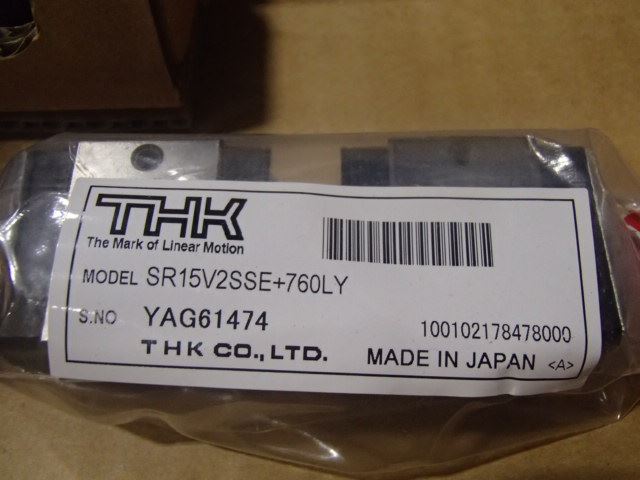 THK
The Mark of Linear Motion
MODEL SR15V2SSE+760LY
S.NO YAG61474
100102178478000
THK CO., LTD.
MADE IN JAPAN <A>